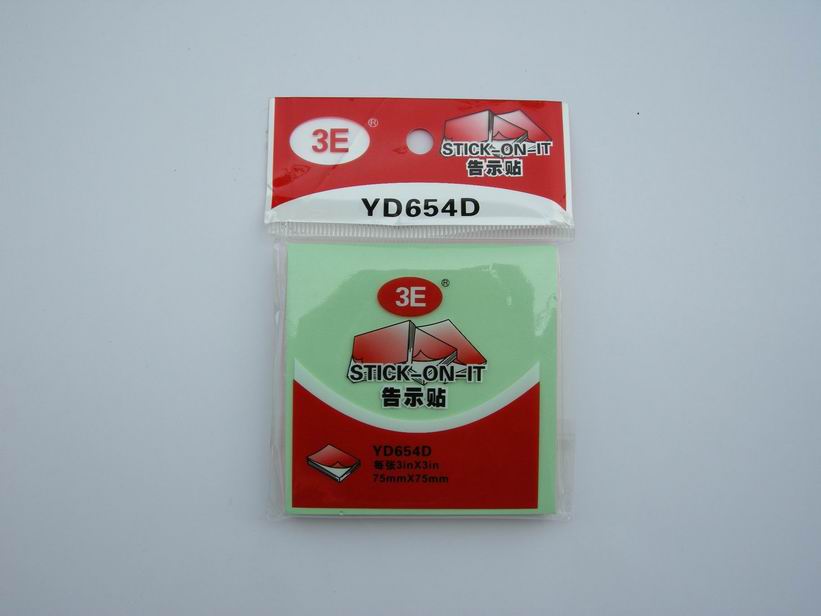 3E ®
STICK-ON-IT
告示贴
YD654D
3E ®
STICK-ON-IT
告示贴
YD654D
每张3inX3in
75mmX75mm